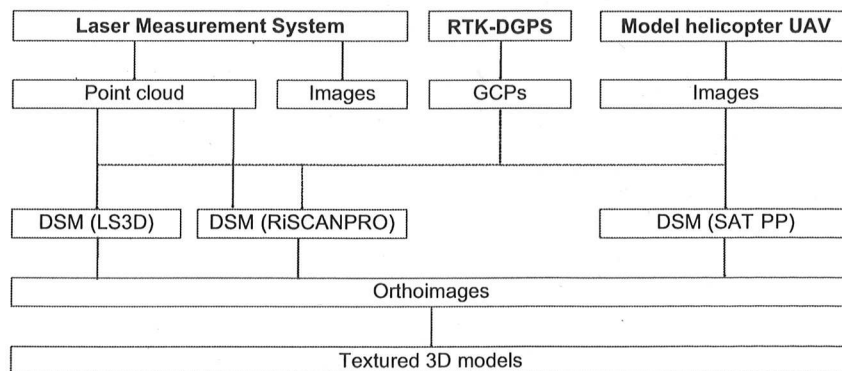 Laser Measurement System
RTK-DGPS
Model helicopter UAV
Point cloud
Images
GCPs
Images
DSM (LS3D)
DSM (RiSCANPRO)
DSM (SAT PP)
Orthoimages
Textured 3D models